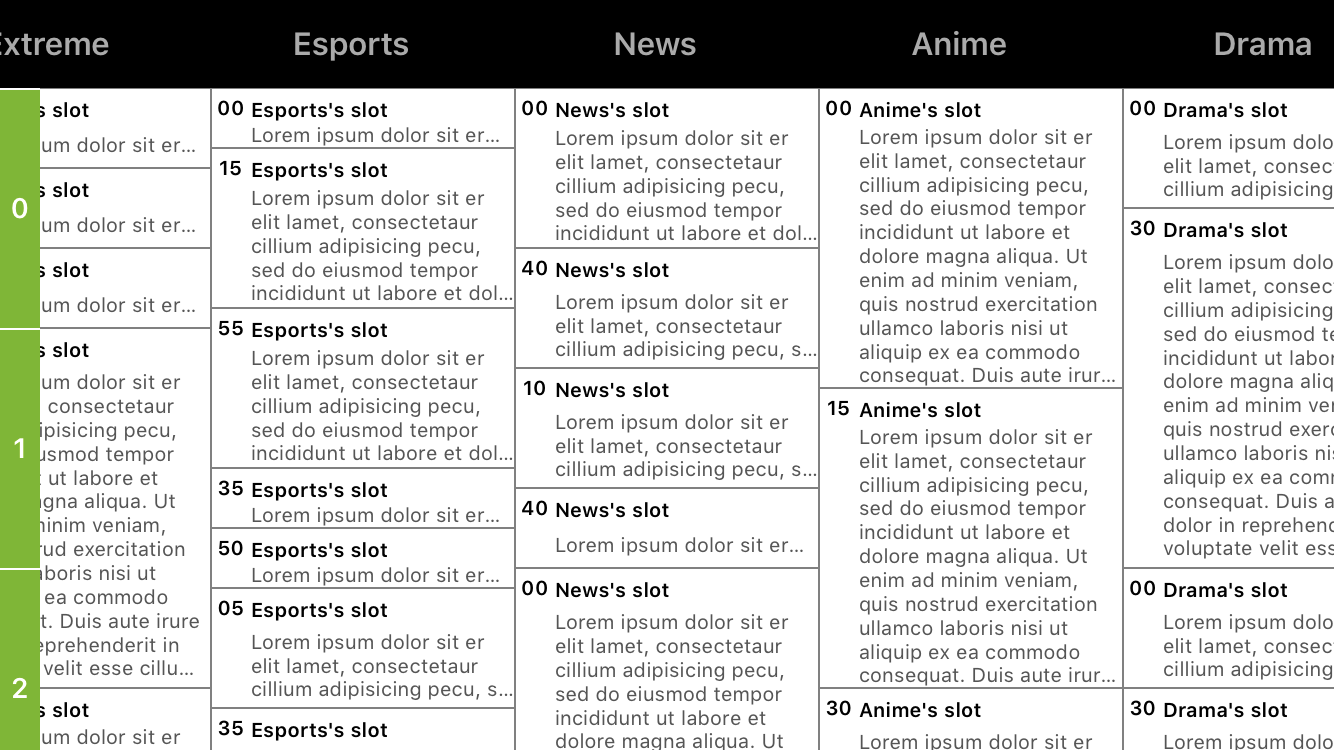 Extreme
Esports
News
Anime
Drama
0
1
2
s slot
um dolor sit er...
s slot
um dolor sit er...
s slot
um dolor sit er...
s slot
um dolor sit er
consectetaur
ipisicing pecu,
usmod tempor
t ut labore et
agna aliqua. Ut
minim veniam,
rud exercitation
aboris nisi ut
ea commodo
t. Duis aute irure
eprehenderit in
velit esse cillu...
s slot
um dolor sit er
00 Esports's slot
Lorem ipsum dolor sit er...
15 Esports's slot
Lorem ipsum dolor sit er
elit lamet, consectetaur
cillium adipisicing pecu,
sed do eiusmod tempor
incididunt ut labore et dol...
55 Esports's slot
Lorem ipsum dolor sit er
elit lamet, consectetaur
cillium adipisicing pecu,
sed do eiusmod tempor
incididunt ut labore et dol...
35 Esports's slot
Lorem ipsum dolor sit er...
50 Esports's slot
Lorem ipsum dolor sit er...
05 Esports's slot
Lorem ipsum dolor sit er
elit lamet, consectetaur
cillium adipisicing pecu, s...
35 Esports's slot
00 News's slot
Lorem ipsum dolor sit er
elit lamet, consectetaur
cillium adipisicing pecu,
sed do eiusmod tempor
incididunt ut labore et dol...
40 News's slot
Lorem ipsum dolor sit er
elit lamet, consectetaur
cillium adipisicing pecu, s...
10 News's slot
Lorem ipsum dolor sit er
elit lamet, consectetaur
cillium adipisicing pecu, s...
40 News's slot
Lorem ipsum dolor sit er...
00 News's slot
Lorem ipsum dolor sit er
elit lamet, consectetaur
cillium adipisicing pecu,
sed do eiusmod tempor
incididunt ut labore et
dolore magna aliqua. Ut
00 Anime's slot
Lorem ipsum dolor sit er
elit lamet, consectetaur
cillium adipisicing pecu,
sed do eiusmod tempor
incididunt ut labore et
dolore magna aliqua. Ut
enim ad minim veniam,
quis nostrud exercitation
ullamco laboris nisi ut
aliquip ex ea commodo
consequat. Duis aute irur...
15 Anime's slot
Lorem ipsum dolor sit er
elit lamet, consectetaur
cillium adipisicing pecu,
sed do eiusmod tempor
incididunt ut labore et
dolore magna aliqua. Ut
enim ad minim veniam,
quis nostrud exercitation
ullamco laboris nisi ut
aliquip ex ea commodo
consequat. Duis aute irur...
30 Anime's slot
Lorem ipsum dolor sit er
00 Drama's slot
Lorem ipsum dolo
elit lamet, consec
cillium adipisicing
30 Drama's slot
Lorem ipsum dolo
elit lamet, consec
cillium adipisicing
sed do eiusmod te
incididunt ut labor
dolore magna aliq
enim ad minim ve
quis nostrud exerc
ullamco laboris nis
aliquip ex ea com
consequat. Duis a
dolor in reprehend
voluptate velit ess
00 Drama's slot
Lorem ipsum dolo
elit lamet, consec
cillium adipisicing
30 Drama's slot
Lorem ipsum dolo